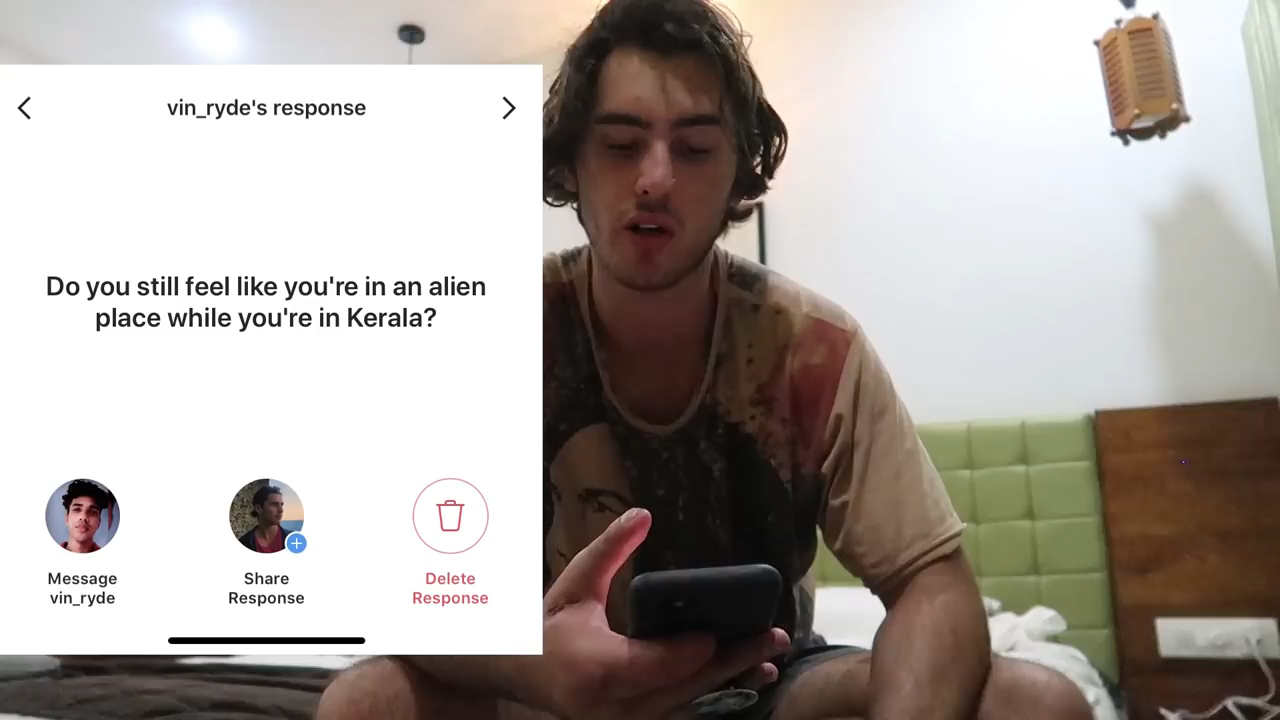 vin_ryde's response
Do you still feel like you're in an alien
place while you're in Kerala?
Message
vin_ryde
Share
Response
Delete
Response